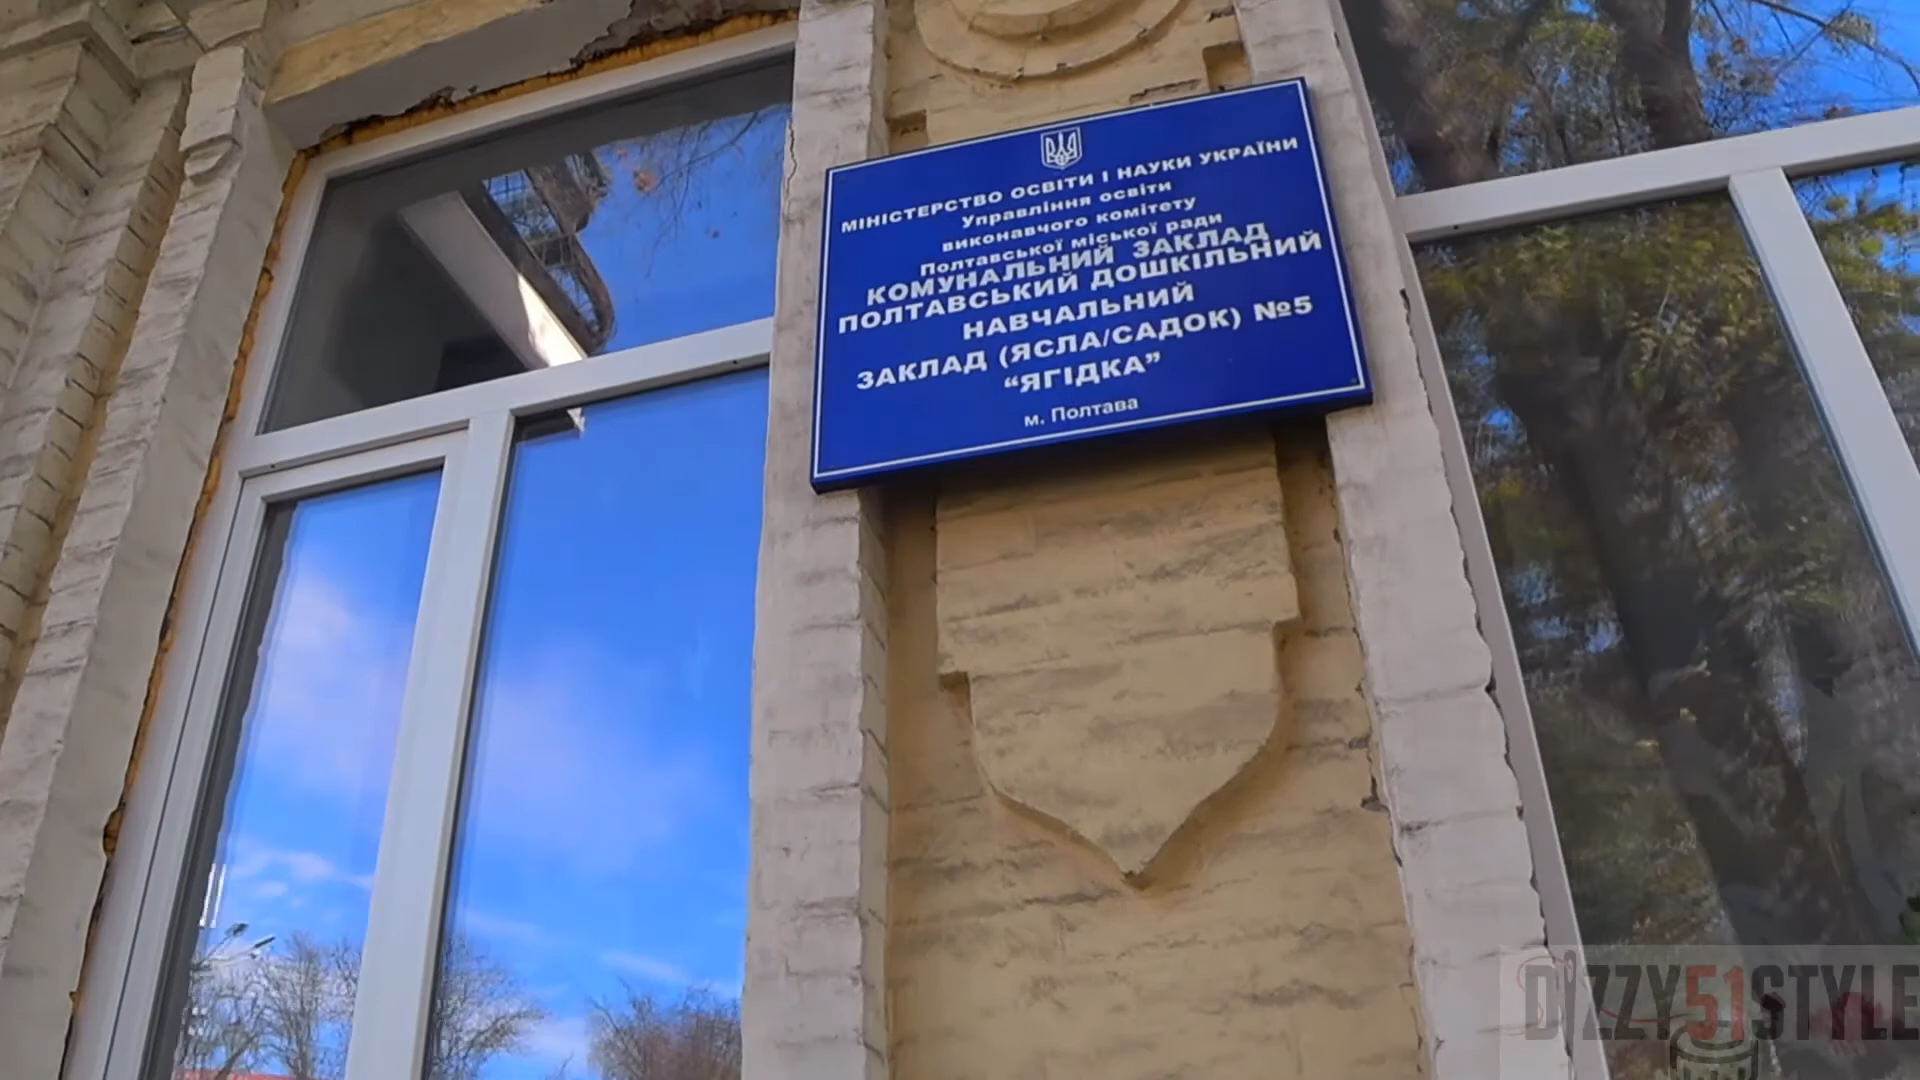 МІНІСТЕРСТВО ОСВІТИ І НАУКИ УКРАЇНИ
Управління освіти
виконавчого комітету
Полтавської міської ради
КОМУНАЛЬНИЙ ЗАКЛАД
ПОЛТАВСЬКИЙ ДОШКІЛЬНИЙ
НАВЧАЛЬНИЙ
ЗАКЛАД (ЯСЛА/САДОК) №5
“ЯГІДКА”
м. Полтава
DIZZY51STYLE